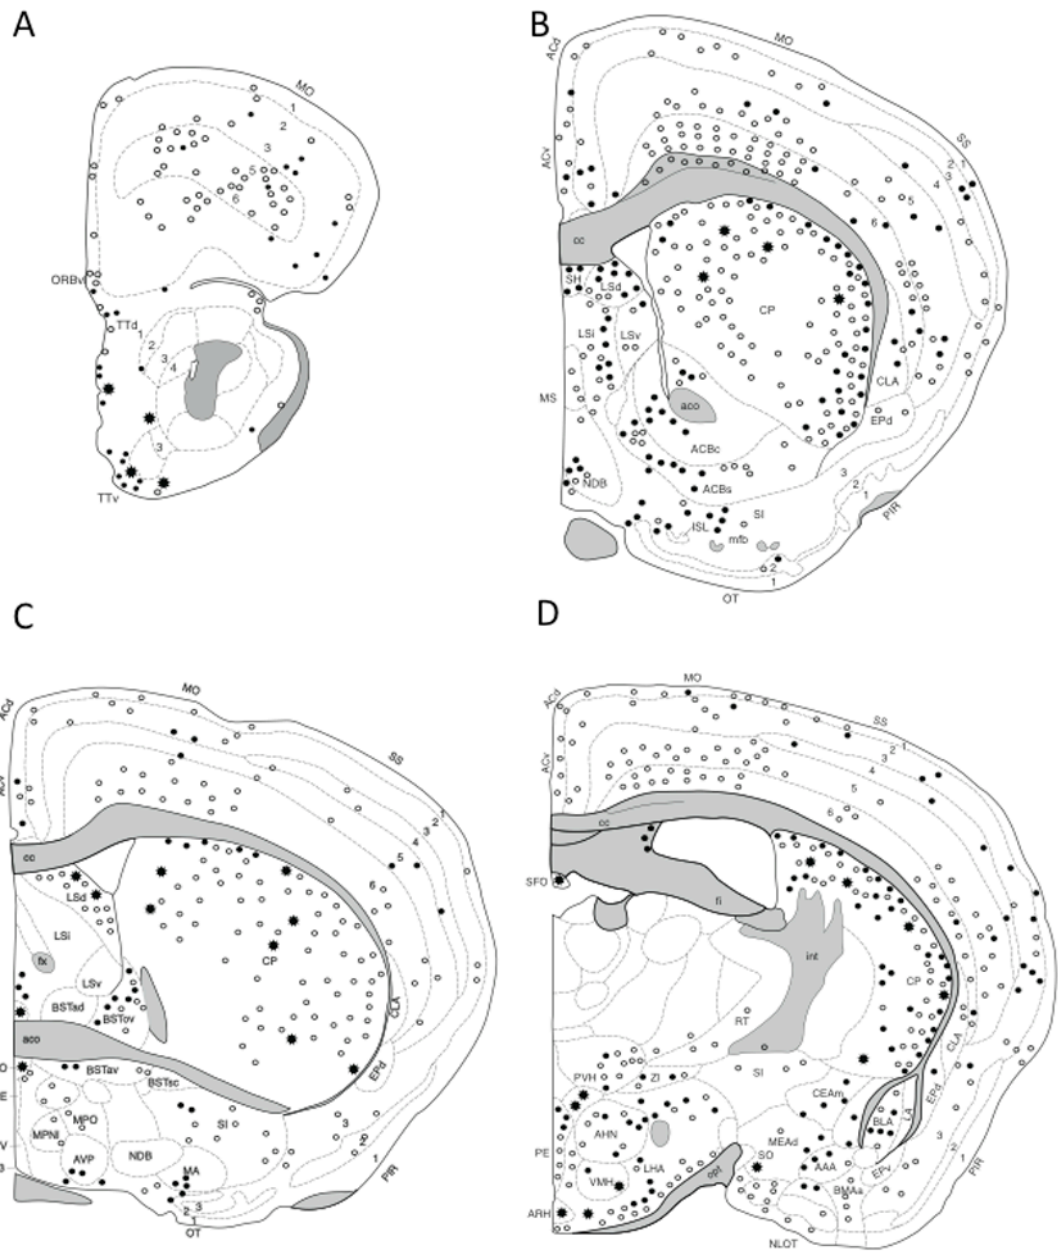 A
MO
1
2
3
5
6
ORBv
TTd
1
2
3
4
3
TTv
B
ACd
MO
ACv
SS
1
2
3
4
5
6
cc
SH
LSd
CP
LSi
LSv
MS
CLA
aco
EPd
ACBc
NDB
ACBs
3
2
1
PIR
SI
ISL
mfb
2
1
OT
C
ACd
MO
SS
1
2
3
4
5
6
cc
LSd
LSi
CP
fx
LSv
BSTad
BSTov
CLA
aco
BSTav
BSTsc
EPd
MPO
SI
MPNl
NDB
AVP
MA
3
2
1
PIR
3
2
1
OT
D
ACd
MO
SS
ACv
1
2
3
4
5
6
cc
SFO
fi
int
CP
RT
CLA
SI
PVH
ZI
CEAm
EPd
LA
BLA
AHN
MEAd
PE
SO
AAA
EPv
3
2
1
PIR
LHA
opt
VMH
BMAa
ARH
NLOT